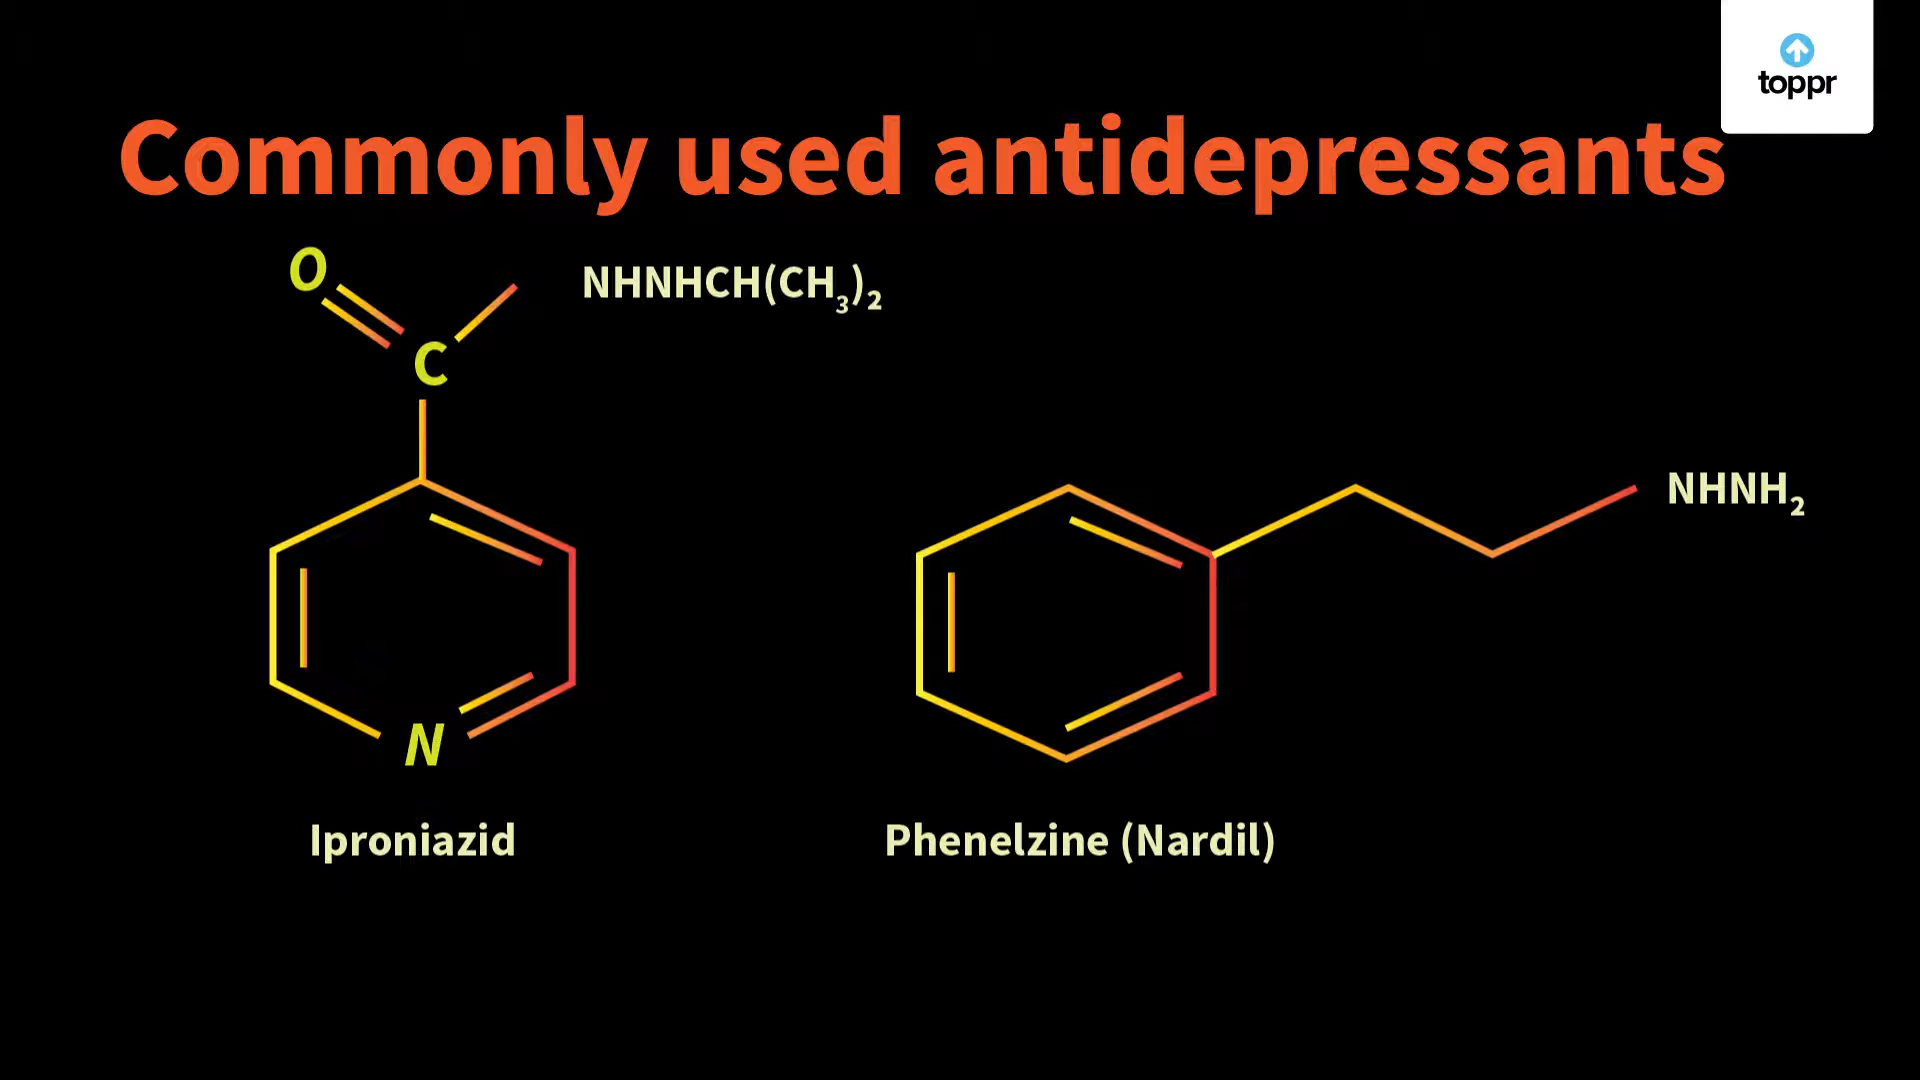 toppr
Commonly used antidepressants
O
NHNHCH(CH₃)₂
C
NHNH₂
N
Iproniazid
Phenelzine (Nardil)